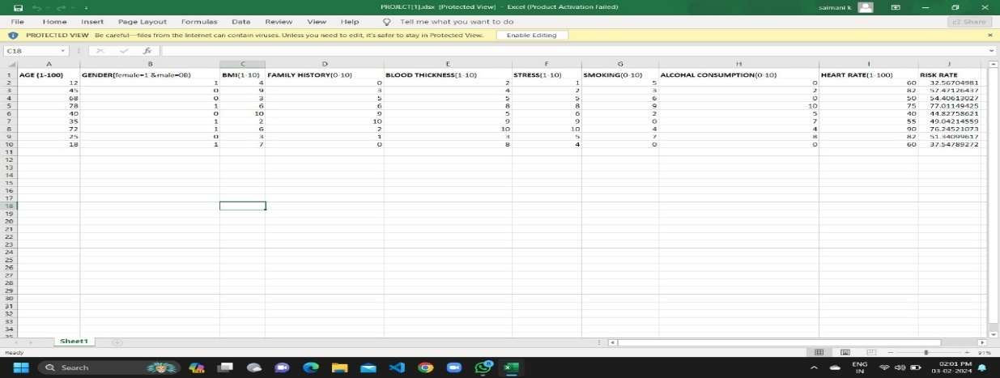 PROJECT[1].xlsx [Protected View] - Excel (Product Activation Failed) saimani k
File Home Insert Page Layout Formulas Data Review View Help Tell me what you want to do Share
PROTECTED VIEW Be careful—files from the Internet can contain viruses. Unless you need to edit, it's safer to stay in Protected View. Enable Editing
C18 fx
A B C D E F G H I J
1 AGE (1-100) GENDER(female=1 &male=0B) BMI(1-10) FAMILY HISTORY(0-10) BLOOD THICKNESS(1-10) STRESS(1-10) SMOKING(0-10) ALCOHAL CONSUMPTION(0-10) HEART RATE(1-100) RISK RATE
2 12 1 4 0 2 1 5 0 60 32.56704981
3 45 0 9 3 4 2 3 2 82 57.47126437
4 68 0 3 5 5 5 6 0 50 54.40613027
5 78 1 6 6 8 8 9 10 75 77.01149425
6 40 0 10 9 5 6 2 5 40 44.82758621
7 35 1 2 10 9 9 0 7 55 49.04214559
8 72 1 6 2 10 10 4 4 90 76.24521073
9 25 0 3 1 3 5 7 8 82 51.34099617
10 18 1 7 0 8 4 0 0 60 37.54789272
11
12
13
14
15
16
17
18
19
20
21
22
23
24
25
26
27
28
29
30
31
32
33
34
35
Sheet1
Ready 91%
Search PRE 8 ENG 02:01 PM
IN 03-02-2024